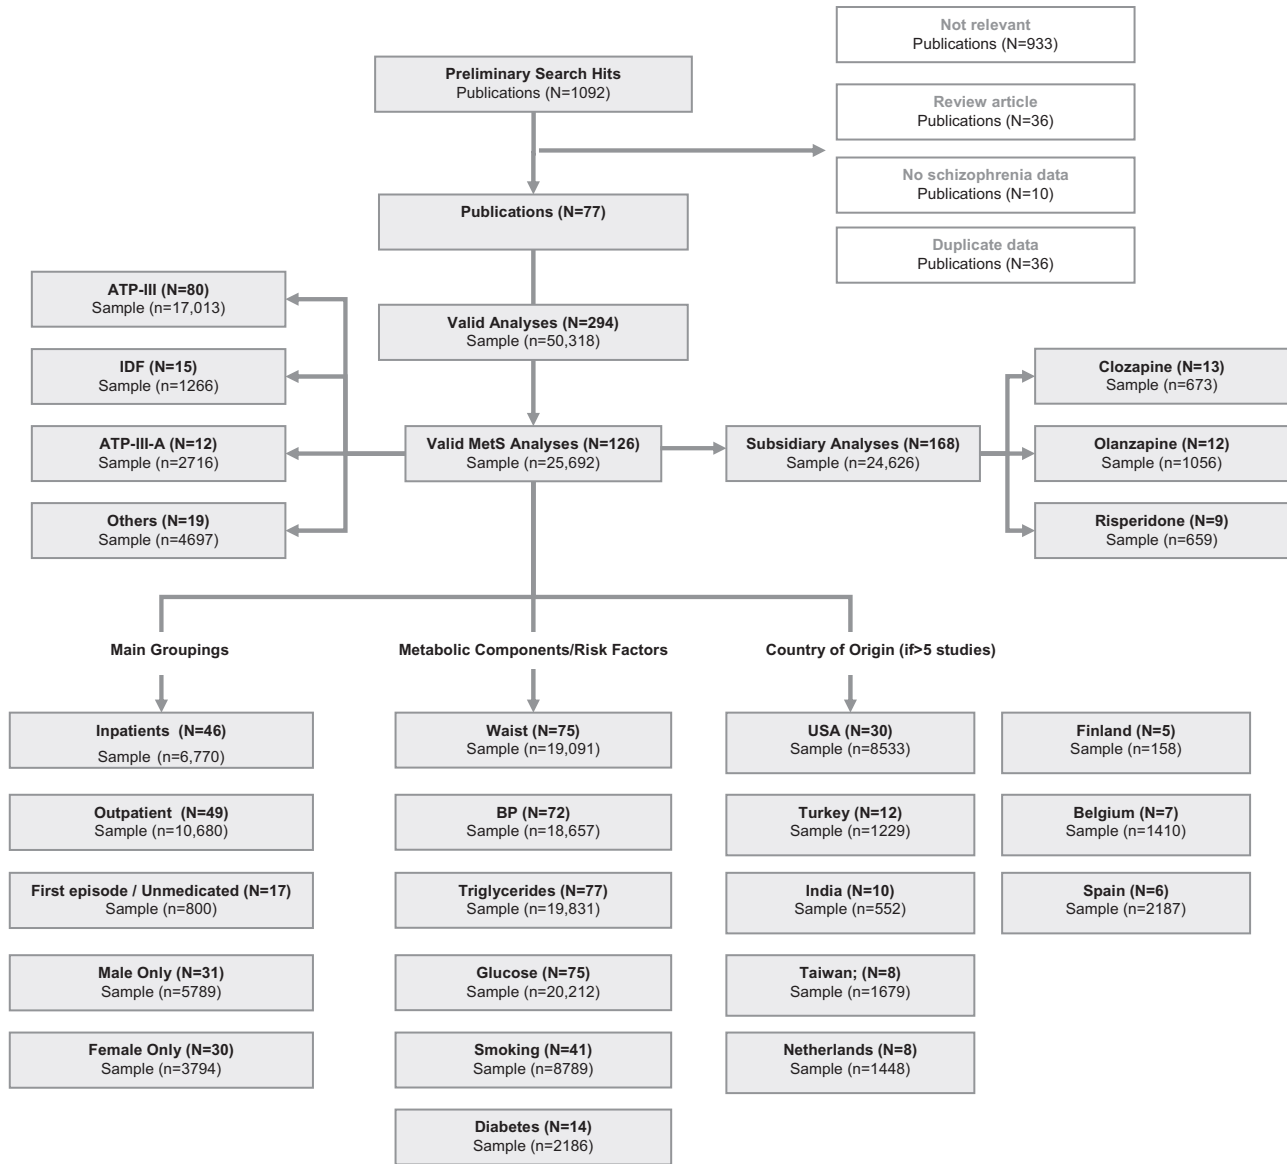 Not relevant
Publications (N=933)
Preliminary Search Hits
Publications (N=1092)
Review article
Publications (N=36)
No schizophrenia data
Publications (N=10)
Publications (N=77)
Duplicate data
Publications (N=36)
ATP-III (N=80)
Sample (n=17,013)
Valid Analyses (N=294)
Sample (n=50,318)
IDF (N=15)
Sample (n=1266)
Clozapine (N=13)
Sample (n=673)
ATP-III-A (N=12)
Sample (n=2716)
Valid MetS Analyses (N=126)
Sample (n=25,692)
Subsidiary Analyses (N=168)
Sample (n=24,626)
Olanzapine (N=12)
Sample (n=1056)
Others (N=19)
Sample (n=4697)
Risperidone (N=9)
Sample (n=659)
Main Groupings
Metabolic Components/Risk Factors
Country of Origin (if>5 studies)
Inpatients (N=46)
Sample (n=6,770)
Waist (N=75)
Sample (n=19,091)
USA (N=30)
Sample (n=8533)
Finland (N=5)
Sample (n=158)
Outpatient (N=49)
Sample (n=10,680)
BP (N=72)
Sample (n=18,657)
Turkey (N=12)
Sample (n=1229)
Belgium (N=7)
Sample (n=1410)
First episode / Unmedicated (N=17)
Sample (n=800)
Triglycerides (N=77)
Sample (n=19,831)
India (N=10)
Sample (n=552)
Spain (N=6)
Sample (n=2187)
Male Only (N=31)
Sample (n=5789)
Glucose (N=75)
Sample (n=20,212)
Taiwan; (N=8)
Sample (n=1679)
Female Only (N=30)
Sample (n=3794)
Smoking (N=41)
Sample (n=8789)
Netherlands (N=8)
Sample (n=1448)
Diabetes (N=14)
Sample (n=2186)